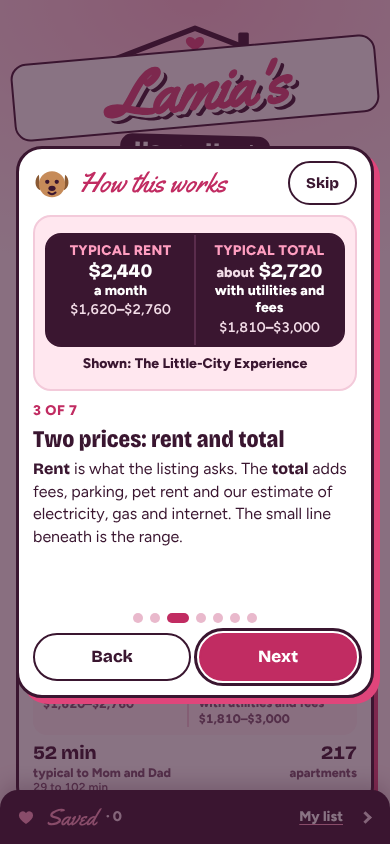 Lamia's
How this works
Skip
TYPICAL RENT
$2,440
a month
$1,620–$2,760
TYPICAL TOTAL
about $2,720
with utilities and
fees
$1,810–$3,000
Shown: The Little-City Experience
3 OF 7
Two prices: rent and total
Rent is what the listing asks. The total adds
fees, parking, pet rent and our estimate of
electricity, gas and internet. The small line
beneath is the range.
Back
Next
$1,620–$2,760
with utilities and fees
$1,810–$3,000
52 min
typical to Mom and Dad
29 to 102 min
217
apartments
Saved · 0
My list